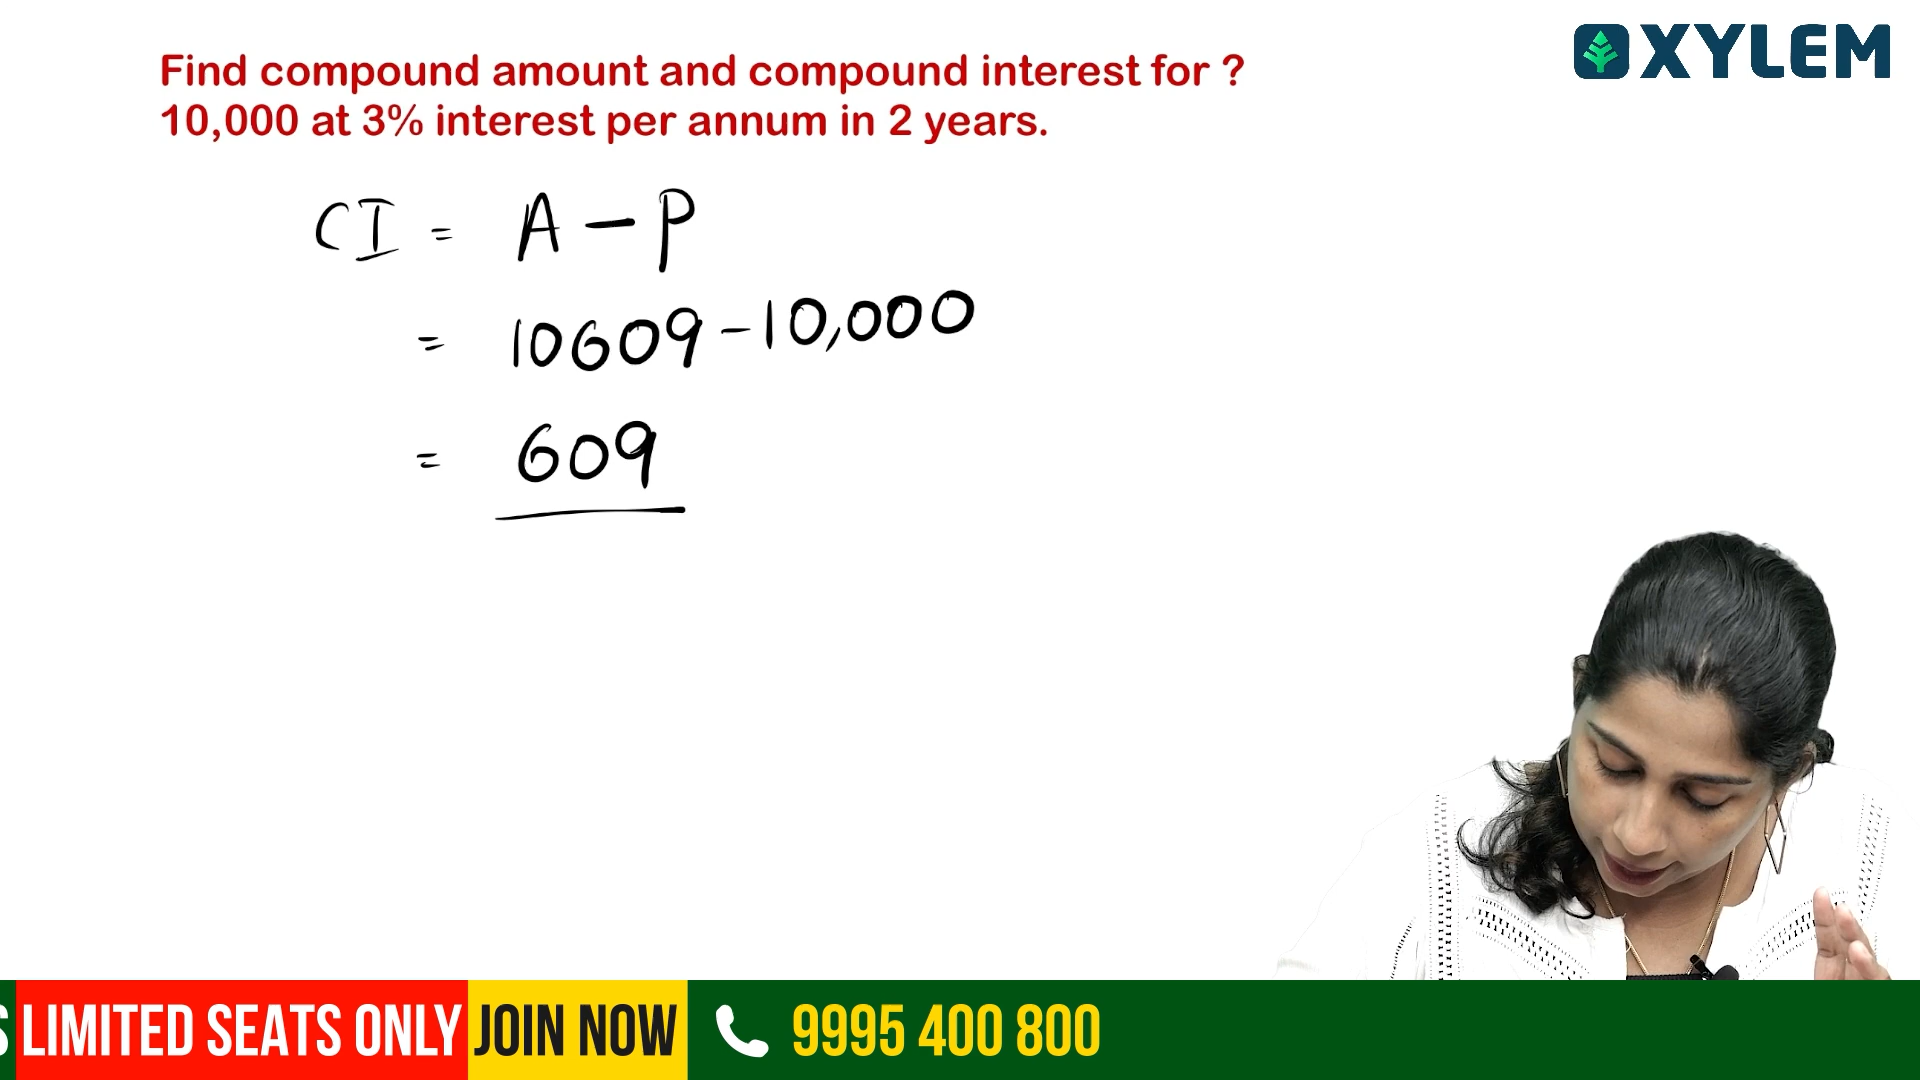 XYLEM
Find compound amount and compound interest for ?
10,000 at 3% interest per annum in 2 years.
CI = A - P
= 10609 - 10,000
= 609
S LIMITED SEATS ONLY JOIN NOW 9995 400 800